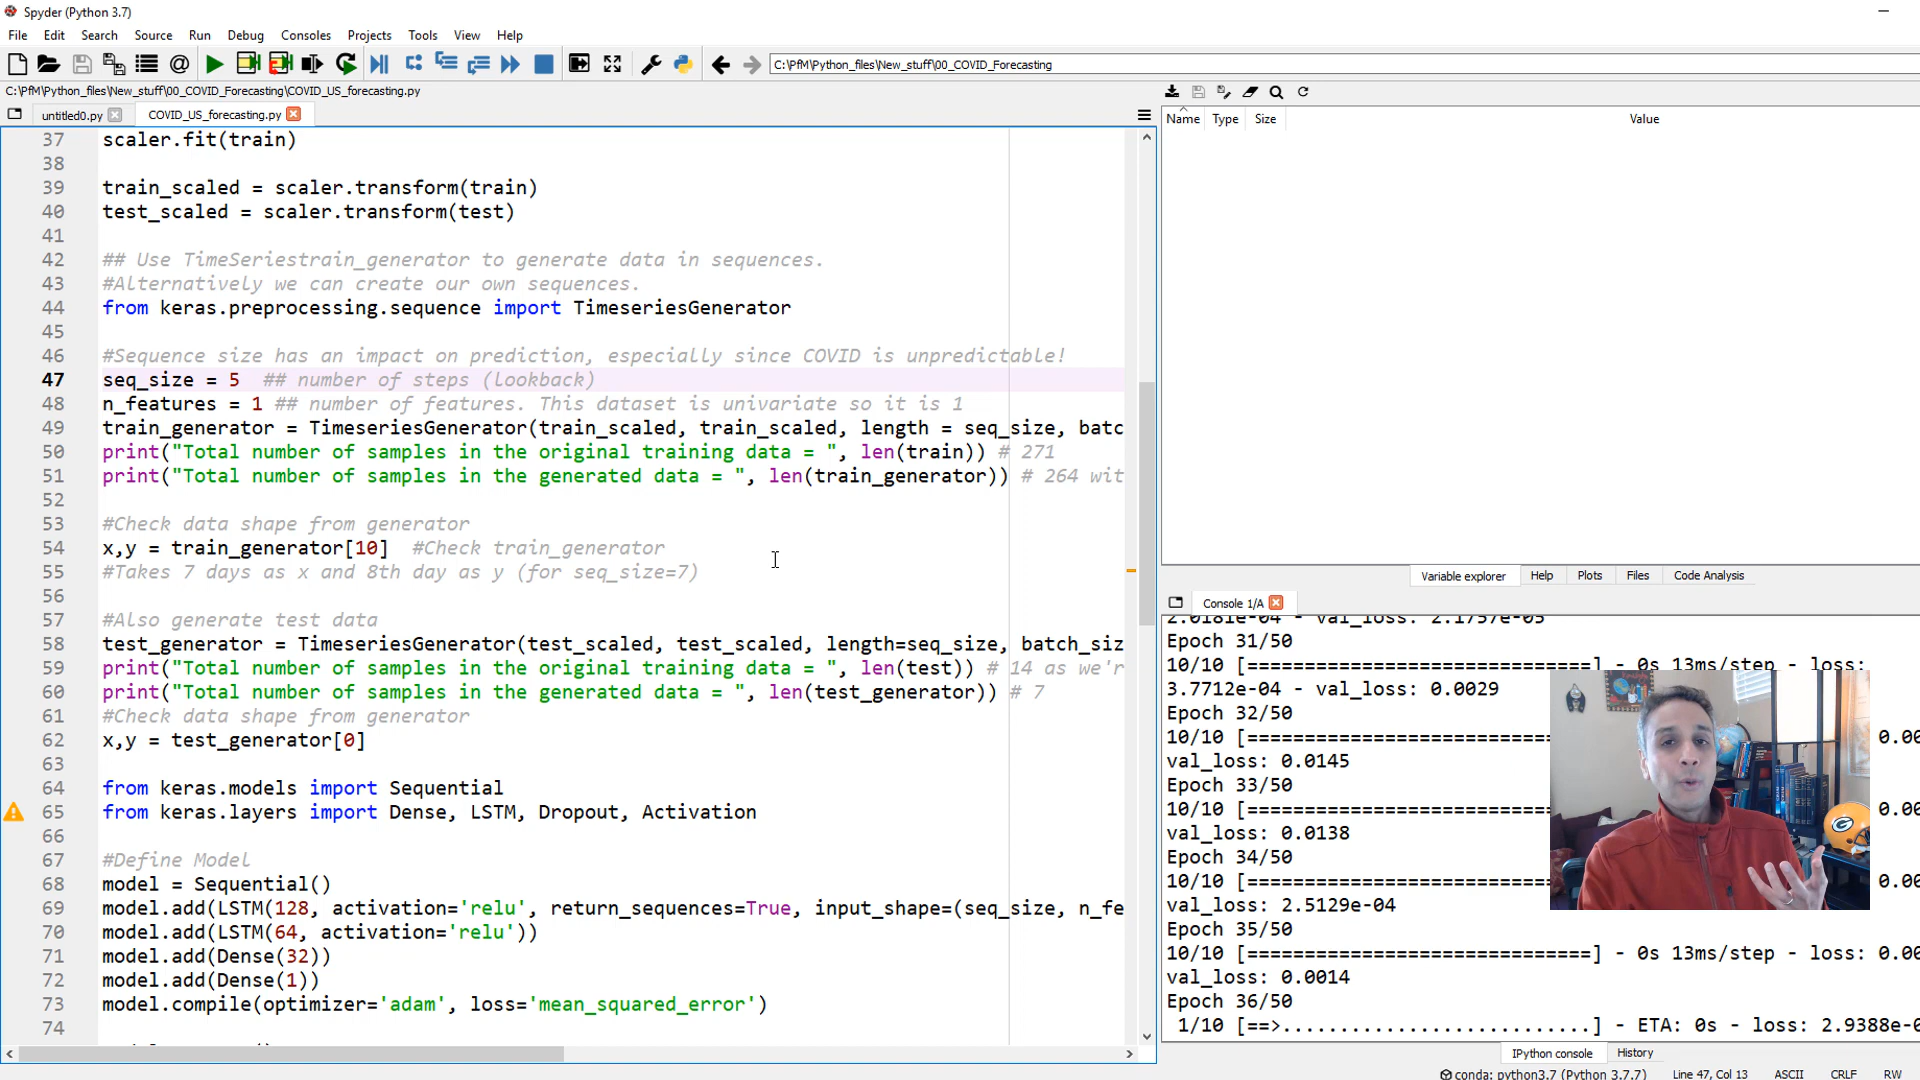 Spyder (Python 3.7)
File Edit Search Source Run Debug Consoles Projects Tools View Help
C:\PfM\Python_files\New_stuff\00_COVID_Forecasting
C:\PfM\Python_files\New_stuff\00_COVID_Forecasting\COVID_US_forecasting.py
untitled0.py COVID_US_forecasting.py
37 scaler.fit(train)
38
39 train_scaled = scaler.transform(train)
40 test_scaled = scaler.transform(test)
41
42 ## Use TimeSeriestrain_generator to generate data in sequences.
43 #Alternatively we can create our own sequences.
44 from keras.preprocessing.sequence import TimeseriesGenerator
45
46 #Sequence size has an impact on prediction, especially since COVID is unpredictable!
47 seq_size = 5 ## number of steps (lookback)
48 n_features = 1 ## number of features. This dataset is univariate so it is 1
49 train_generator = TimeseriesGenerator(train_scaled, train_scaled, length = seq_size, batc
50 print("Total number of samples in the original training data = ", len(train)) # 271
51 print("Total number of samples in the generated data = ", len(train_generator)) # 264 wit
52
53 #Check data shape from generator
54 x,y = train_generator[10] #Check train_generator
55 #Takes 7 days as x and 8th day as y (for seq_size=7)
56
57 #Also generate test data
58 test_generator = TimeseriesGenerator(test_scaled, test_scaled, length=seq_size, batch_siz
59 print("Total number of samples in the original training data = ", len(test)) # 14 as we'r
60 print("Total number of samples in the generated data = ", len(test_generator)) # 7
61 #Check data shape from generator
62 x,y = test_generator[0]
63
64 from keras.models import Sequential
65 from keras.layers import Dense, LSTM, Dropout, Activation
66
67 #Define Model
68 model = Sequential()
69 model.add(LSTM(128, activation='relu', return_sequences=True, input_shape=(seq_size, n_fe
70 model.add(LSTM(64, activation='relu'))
71 model.add(Dense(32))
72 model.add(Dense(1))
73 model.compile(optimizer='adam', loss='mean_squared_error')
74
Name Type Size Value
Variable explorer Help Plots Files Code Analysis
Console 1/A
2.0181e-04 - val_loss: 2.1757e-05
Epoch 31/50
10/10 [==============================] - 0s 13ms/step - loss:
3.7712e-04 - val_loss: 0.0029
Epoch 32/50
10/10 [=========================== 0.00
val_loss: 0.0145
Epoch 33/50
10/10 [=========================== 0.00
val_loss: 0.0138
Epoch 34/50
10/10 [=========================== 0.00
val_loss: 2.5129e-04
Epoch 35/50
10/10 [==============================] - 0s 13ms/step - loss: 0.00
val_loss: 0.0014
Epoch 36/50
1/10 [==>...........................] - ETA: 0s - loss: 2.9388e-0
IPython console History
conda: python3.7 (Python 3.7.7) Line 47, Col 13 ASCII CRLF RW